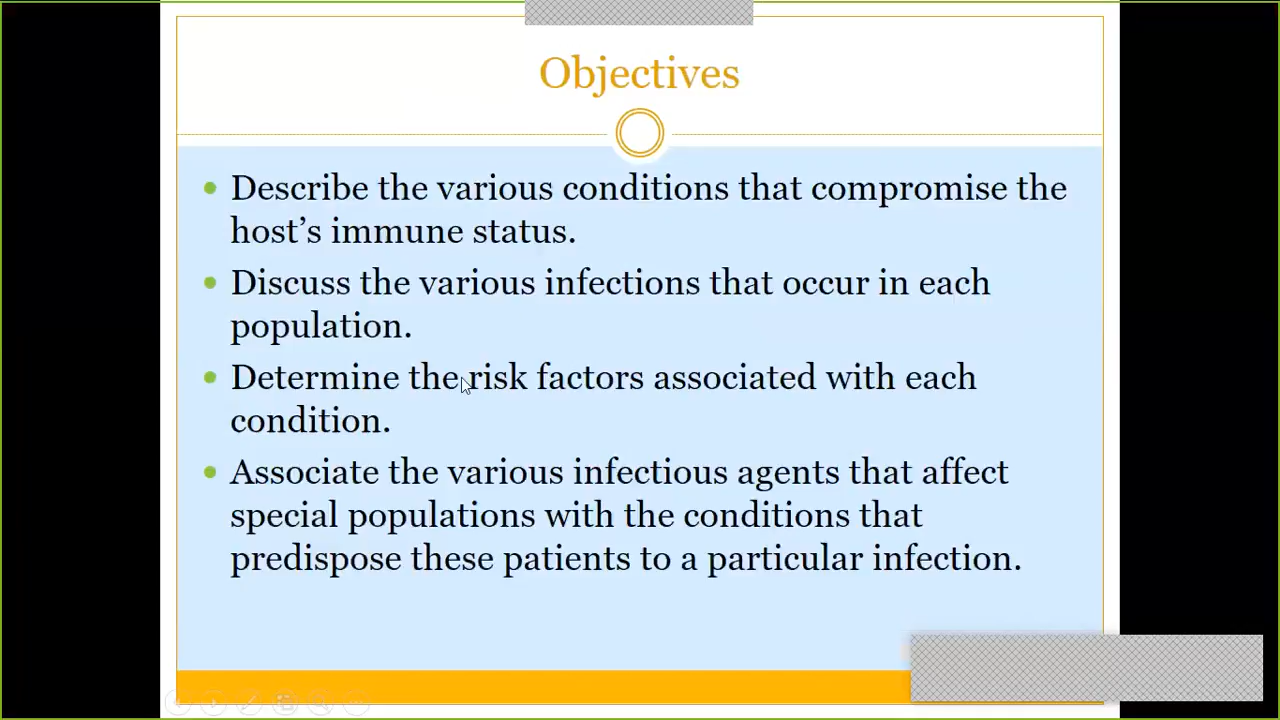 Objectives
Describe the various conditions that compromise the
host’s immune status.
Discuss the various infections that occur in each
population.
Determine the risk factors associated with each
condition.
Associate the various infectious agents that affect
special populations with the conditions that
predispose these patients to a particular infection.